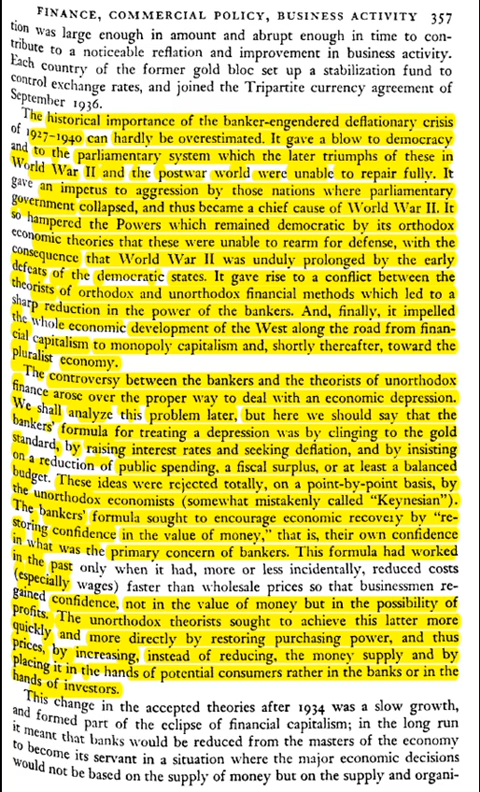 FINANCE, COMMERCIAL POLICY, BUSINESS ACTIVITY 357
tion was large enough in amount and abrupt enough in time to con-
tribute to a noticeable reflation and improvement in business activity.
Each country of the former gold bloc set up a stabilization fund to
control exchange rates, and joined the Tripartite currency agreement of
September 1936.
The historical importance of the banker-engendered deflationary crisis
of 1927-1940 can hardly be overestimated. It gave a blow to democracy
and to the parliamentary system which the later triumphs of these in
World War II and the postwar world were unable to repair fully. It
gave an impetus to aggression by those nations where parliamentary
government collapsed, and thus became a chief cause of World War II. It
so hampered the Powers which remained democratic by its orthodox
economic theories that these were unable to rearm for defense, with the
consequence that World War II was unduly prolonged by the early
defeats of the democratic states. It gave rise to a conflict between the
theorists of orthodox and unorthodox financial methods which led to a
sharp reduction in the power of the bankers. And, finally, it impelled
the whole economic development of the West along the road from finan-
cial capitalism to monopoly capitalism and, shortly thereafter, toward the
pluralist economy.
The controversy between the bankers and the theorists of unorthodox
finance arose over the proper way to deal with an economic depression.
We shall analyze this problem later, but here we should say that the
bankers' formula for treating a depression was by clinging to the gold
standard, by raising interest rates and seeking deflation, and by insisting
on a reduction of public spending, a fiscal surplus, or at least a balanced
budget. These ideas were rejected totally, on a point-by-point basis, by
the unorthodox economists (somewhat mistakenly called "Keynesian").
The bankers' formula sought to encourage economic recovery by "re-
storing confidence in the value of money," that is, their own confidence
in what was the primary concern of bankers. This formula had worked
in the past only when it had, more or less incidentally, reduced costs
(especially wages) faster than wholesale prices so that businessmen re-
gained confidence, not in the value of money but in the possibility of
profits. The unorthodox theorists sought to achieve this latter more
quickly and more directly by restoring purchasing power, and thus
prices, by increasing, instead of reducing, the money supply and by
placing it in the hands of potential consumers rather in the banks or in the
hands of investors.
This change in the accepted theories after 1934 was a slow growth,
and formed part of the eclipse of financial capitalism; in the long run
it meant that banks would be reduced from the masters of the economy
to become its servant in a situation where the major economic decisions
would not be based on the supply of money but on the supply and organi-